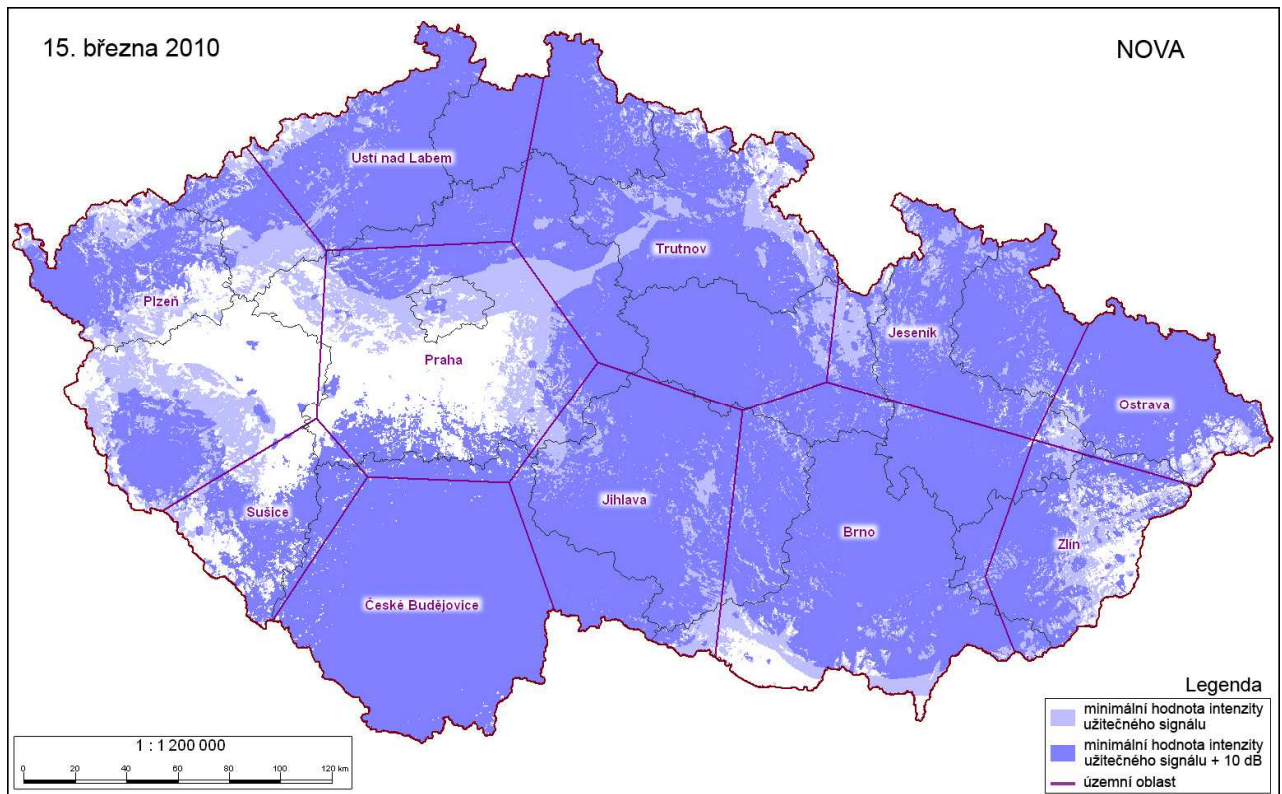 15. března 2010
NOVA
Ustí nad Labem
Trutnov
Plzeň
Jeseník
Praha
Ostrava
Sušice
Jihlava
Brno
Zlín
České Budějovice
Legenda
minimální hodnota intenzity
užitečného signálu
minimální hodnota intenzity
užitečného signálu + 10 dB
územní oblast
1 : 1 200 000
0 20 40 60 80 100 120 km